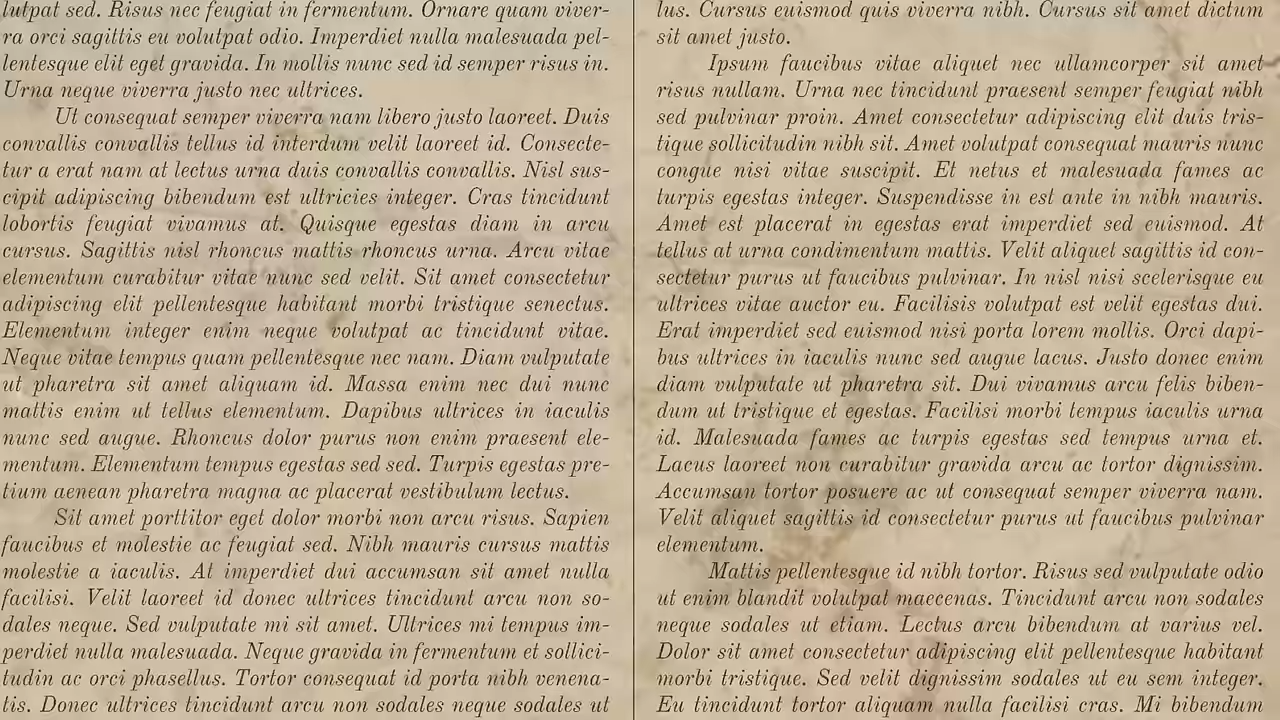 lutpat sed. Risus nec feugiat in fermentum. Ornare quam viver-
ra orci sagittis eu volutpat odio. Imperdiet nulla malesuada pel-
lentesque elit eget gravida. In mollis nunc sed id semper risus in.
Urna neque viverra justo nec ultrices.
Ut consequat semper viverra nam libero justo laoreet. Duis
convallis convallis tellus id interdum velit laoreet id. Consecte-
tur a erat nam at lectus urna duis convallis convallis. Nisl sus-
cipit adipiscing bibendum est ultricies integer. Cras tincidunt
lobortis feugiat vivamus at. Quisque egestas diam in arcu
cursus. Sagittis nisl rhoncus mattis rhoncus urna. Arcu vitae
elementum curabitur vitae nunc sed velit. Sit amet consectetur
adipiscing elit pellentesque habitant morbi tristique senectus.
Elementum integer enim neque volutpat ac tincidunt vitae.
Neque vitae tempus quam pellentesque nec nam. Diam vulputate
ut pharetra sit amet aliquam id. Massa enim nec dui nunc
mattis enim ut tellus elementum. Dapibus ultrices in iaculis
nunc sed augue. Rhoncus dolor purus non enim praesent ele-
mentum. Elementum tempus egestas sed sed. Turpis egestas pre-
tium aenean pharetra magna ac placerat vestibulum lectus.
Sit amet porttitor eget dolor morbi non arcu risus. Sapien
faucibus et molestie ac feugiat sed. Nibh mauris cursus mattis
molestie a iaculis. At imperdiet dui accumsan sit amet nulla
facilisi. Velit laoreet id donec ultrices tincidunt arcu non so-
dales neque. Sed vulputate mi sit amet. Ultrices mi tempus im-
perdiet nulla malesuada. Neque gravida in fermentum et sollici-
tudin ac orci phasellus. Tortor consequat id porta nibh venena-
tis. Donec ultrices tincidunt arcu non sodales neque sodales ut
lus. Cursus euismod quis viverra nibh. Cursus sit amet dictum
sit amet justo.
Ipsum faucibus vitae aliquet nec ullamcorper sit amet
risus nullam. Urna nec tincidunt praesent semper feugiat nibh
sed pulvinar proin. Amet consectetur adipiscing elit duis tris-
tique sollicitudin nibh sit. Amet volutpat consequat mauris nunc
congue nisi vitae suscipit. Et netus et malesuada fames ac
turpis egestas integer. Suspendisse in est ante in nibh mauris.
Amet est placerat in egestas erat imperdiet sed euismod. At
tellus at urna condimentum mattis. Velit aliquet sagittis id con-
sectetur purus ut faucibus pulvinar. In nisl nisi scelerisque eu
ultrices vitae auctor eu. Facilisis volutpat est velit egestas dui.
Erat imperdiet sed euismod nisi porta lorem mollis. Orci dapi-
bus ultrices in iaculis nunc sed augue lacus. Justo donec enim
diam vulputate ut pharetra sit. Dui vivamus arcu felis biben-
dum ut tristique et egestas. Facilisi morbi tempus iaculis urna
id. Malesuada fames ac turpis egestas sed tempus urna et.
Lacus laoreet non curabitur gravida arcu ac tortor dignissim.
Accumsan tortor posuere ac ut consequat semper viverra nam.
Velit aliquet sagittis id consectetur purus ut faucibus pulvinar
elementum.
Mattis pellentesque id nibh tortor. Risus sed vulputate odio
ut enim blandit volutpat maecenas. Tincidunt arcu non sodales
neque sodales ut etiam. Lectus arcu bibendum at varius vel.
Dolor sit amet consectetur adipiscing elit pellentesque habitant
morbi tristique. Sed velit dignissim sodales ut eu sem integer.
Eu tincidunt tortor aliquam nulla facilisi cras. Mi bibendum